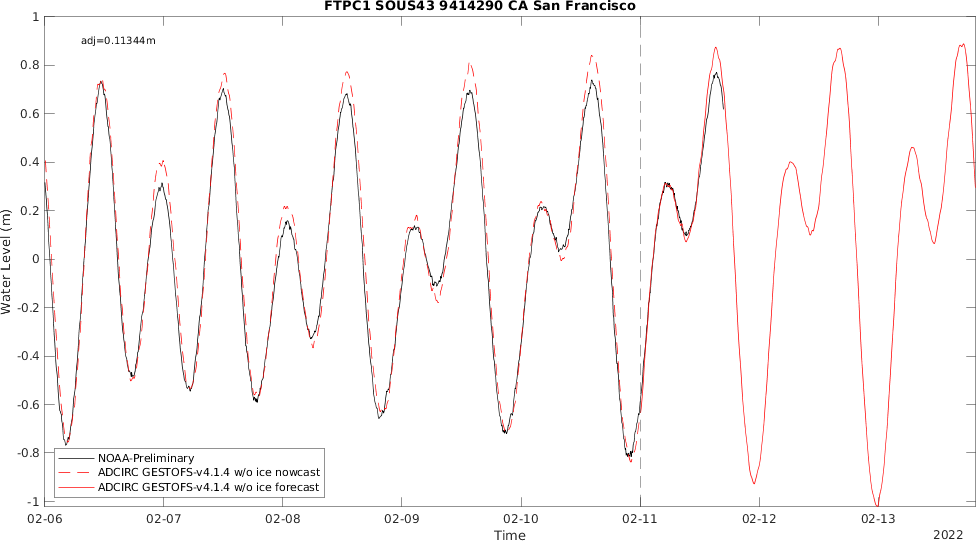 FTPC1 SOUS43 9414290 CA San Francisco
adj=0.11344m
1
0.8
0.6
0.4
0.2
0
-0.2
-0.4
-0.6
-0.8
-1
Water Level (m)
NOAA-Preliminary
ADCIRC GESTOFS-v4.1.4 w/o ice nowcast
ADCIRC GESTOFS-v4.1.4 w/o ice forecast
02-06 02-07 02-08 02-09 02-10 02-11 02-12 02-13
Time
2022